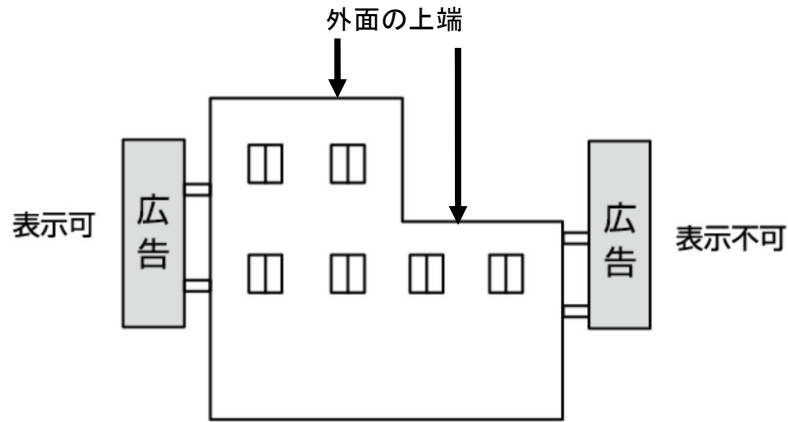 外面の上端
表示可
広告
広告
表示不可